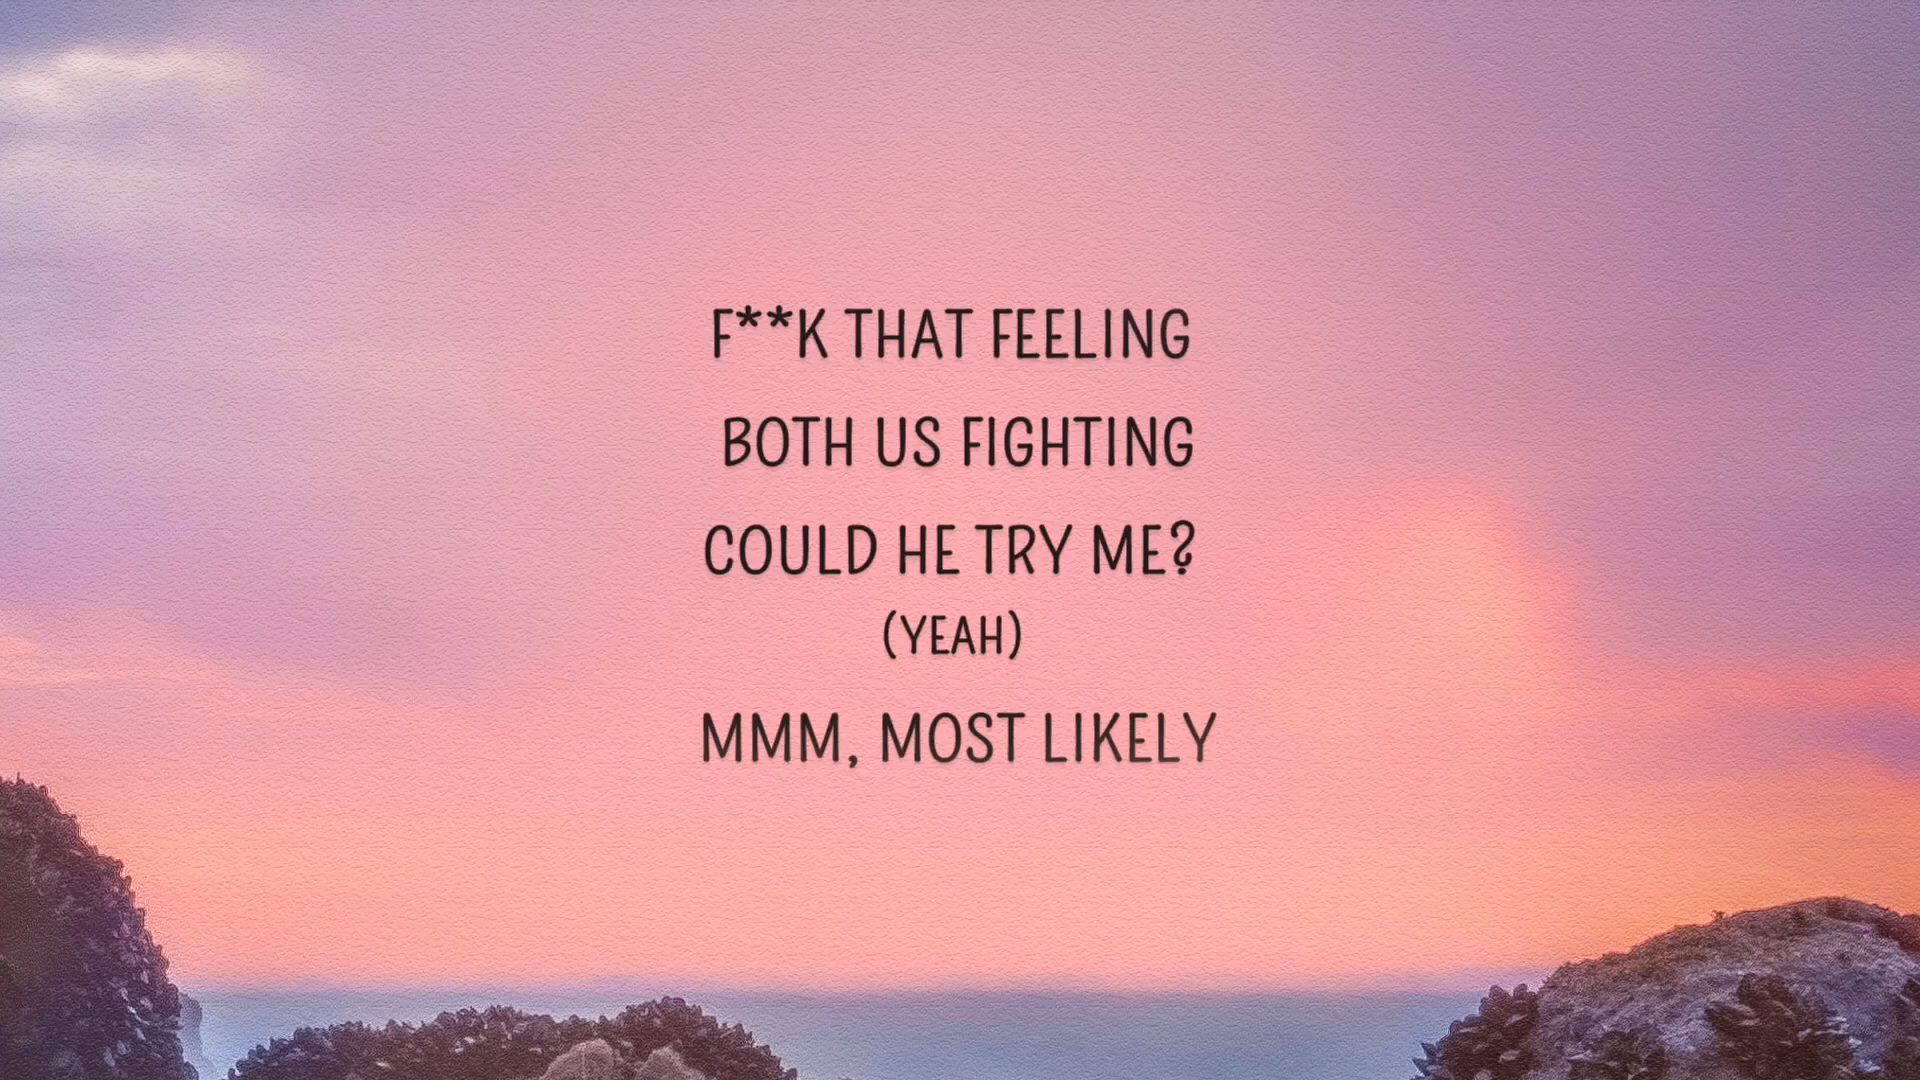 F**K THAT FEELING
BOTH US FIGHTING
COULD HE TRY ME?
(YEAH)
MMM, MOST LIKELY